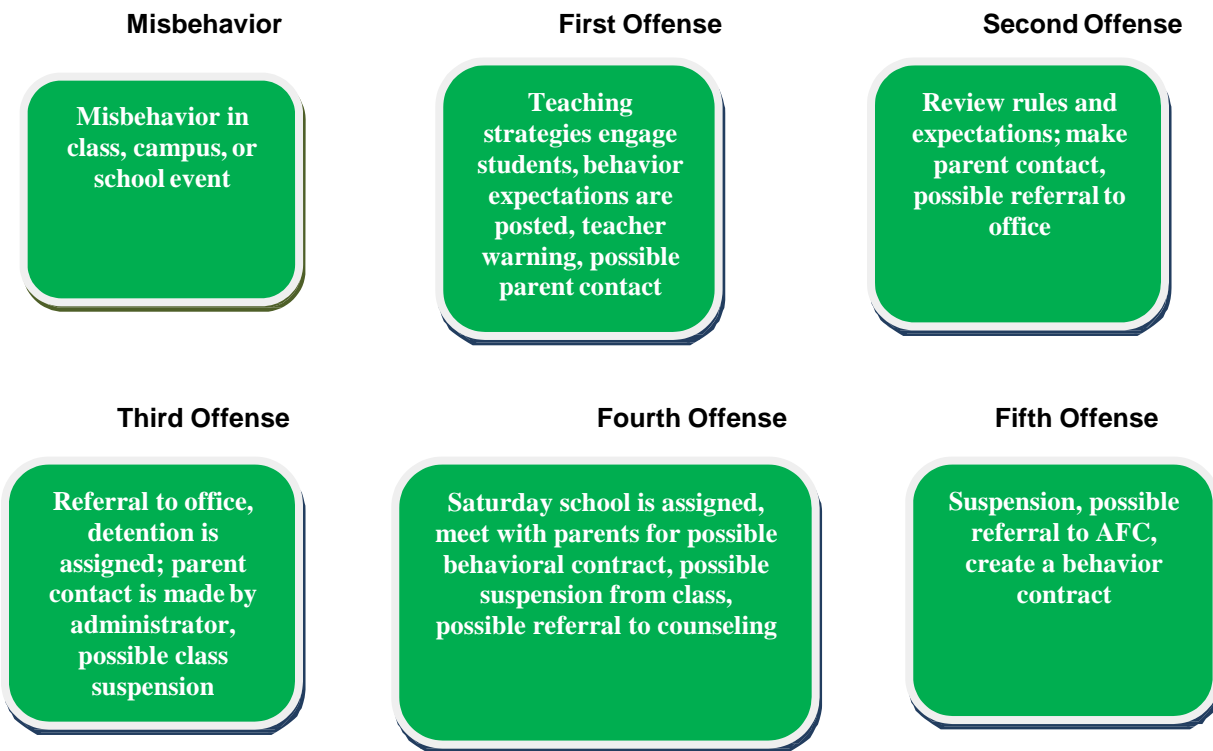 Misbehavior
First Offense
Second Offense
Misbehavior in
class, campus, or
school event
Teaching
strategies engage
students, behavior
expectations are
posted, teacher
warning, possible
parent contact
Review rules and
expectations; make
parent contact,
possible referral to
office
Third Offense
Fourth Offense
Fifth Offense
Referral to office,
detention is
assigned; parent
contact is made by
administrator,
possible class
suspension
Saturday school is assigned,
meet with parents for possible
behavioral contract, possible
suspension from class,
possible referral to counseling
Suspension, possible
referral to AFC,
create a behavior
contract